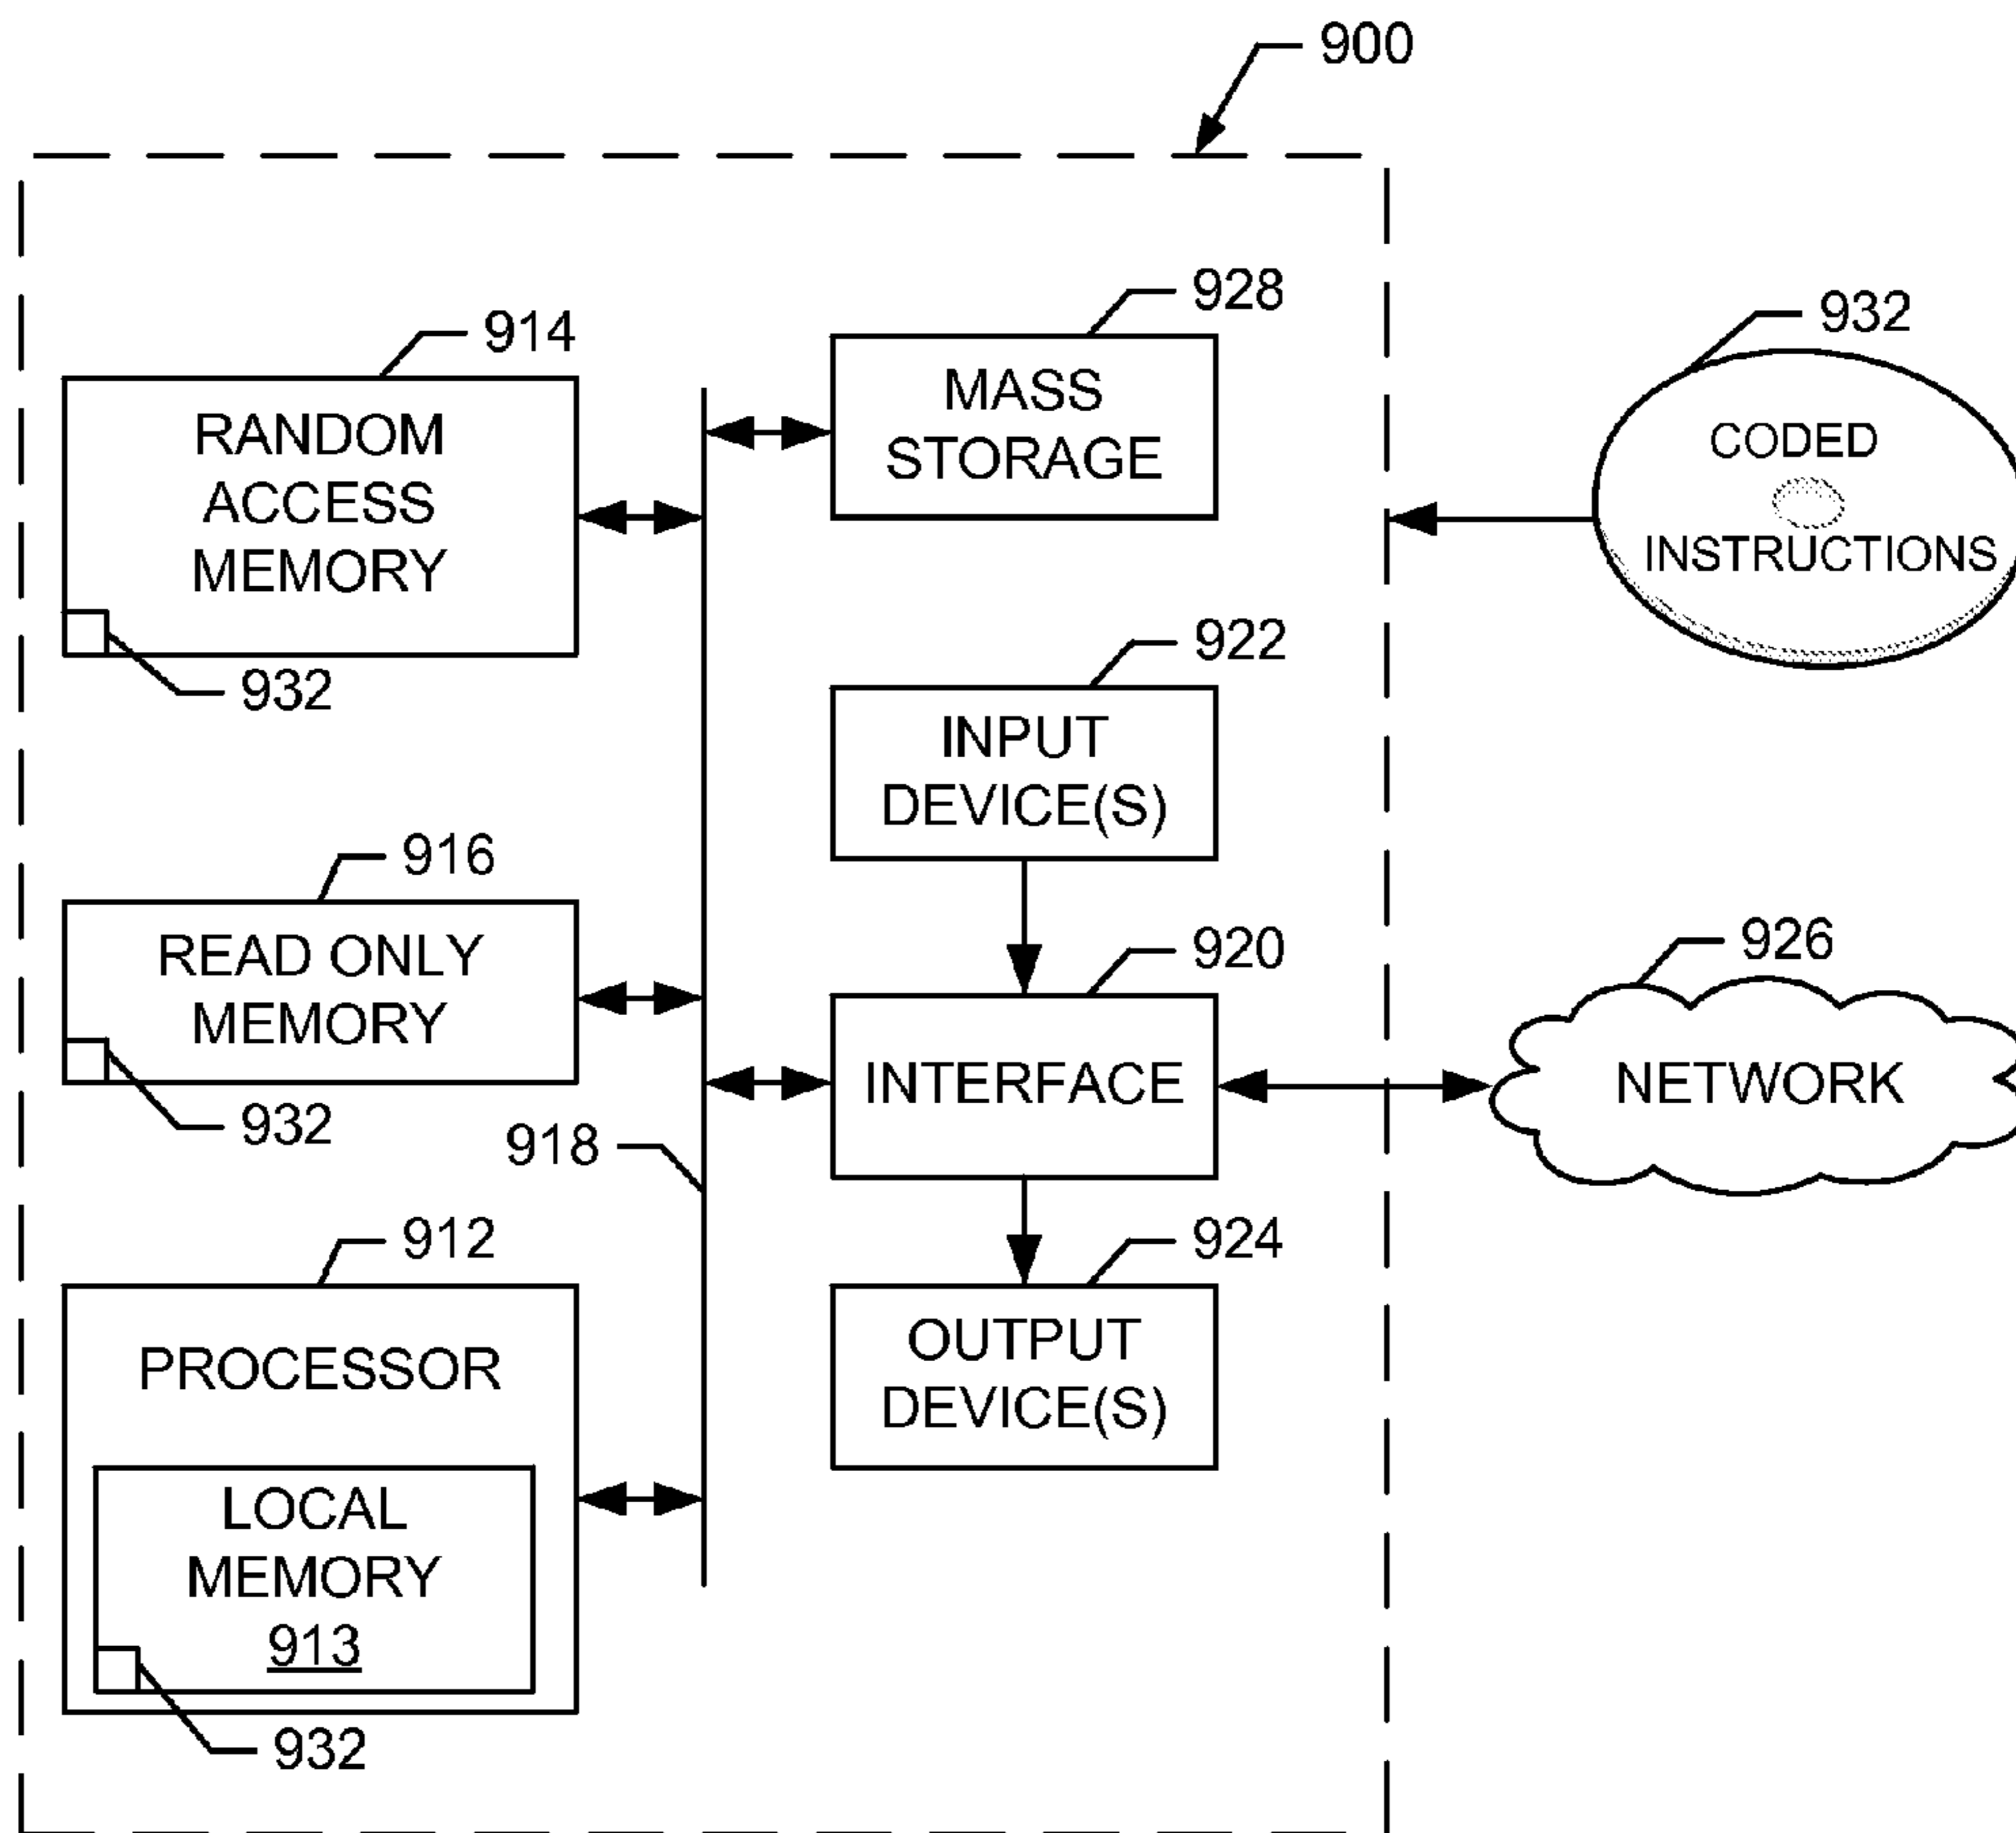 900
928
914
932
MASS
STORAGE
RANDOM
ACCESS
MEMORY
CODED
INSTRUCTIONS
932
922
INPUT
DEVICE(S)
916
920
926
READ ONLY
MEMORY
INTERFACE
NETWORK
932
918
912
924
PROCESSOR
OUTPUT
DEVICE(S)
LOCAL
MEMORY
913
932